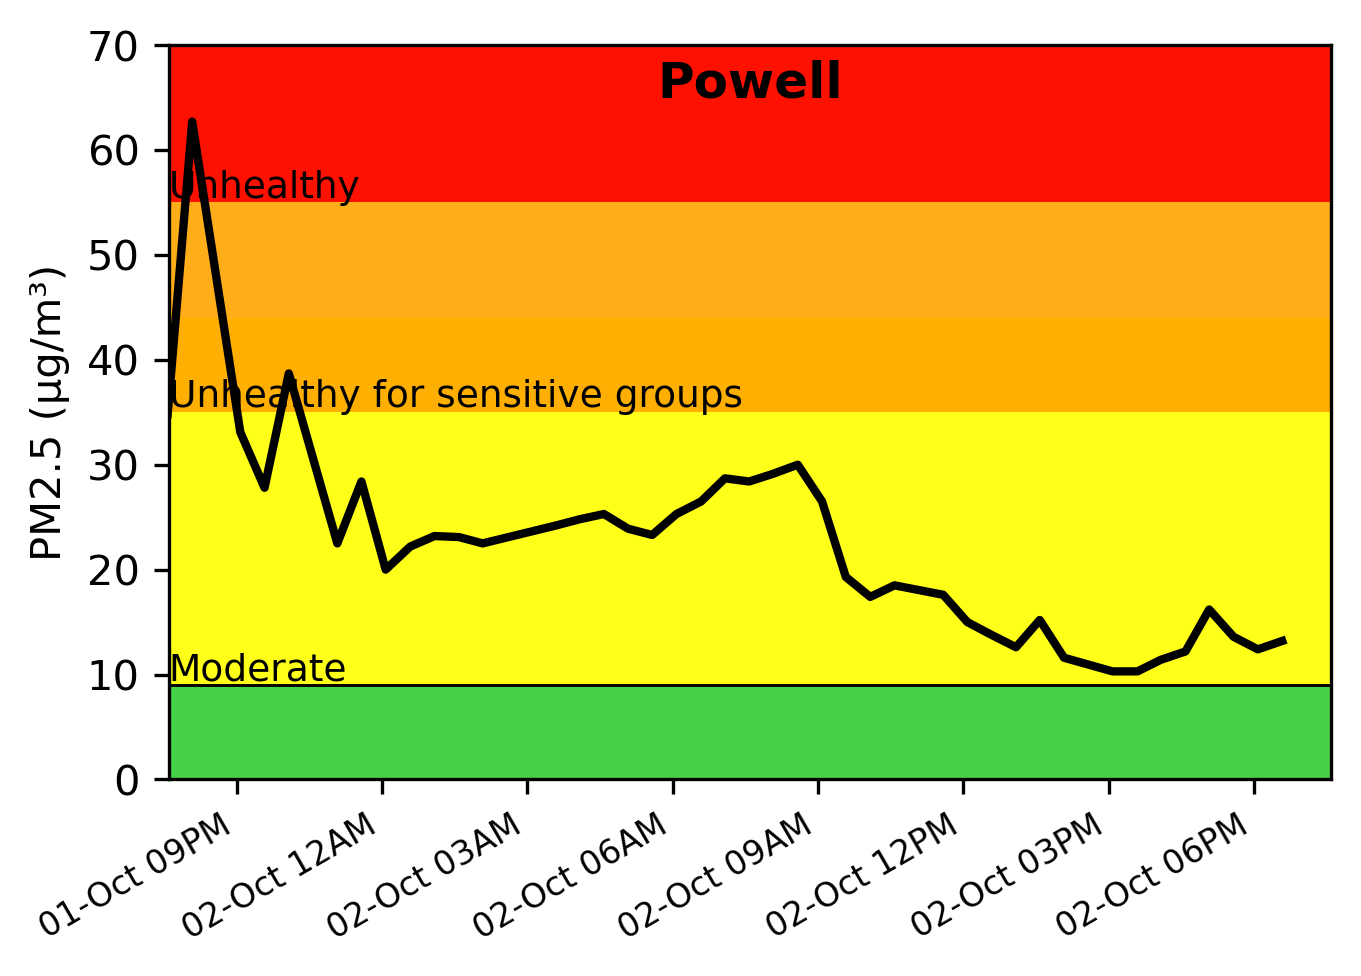 Powell
PM2.5 (μg/m³)
70
60
50
40
30
20
10
0
Unhealthy
Unhealthy for sensitive groups
Moderate
01-Oct 09PM
02-Oct 12AM
02-Oct 03AM
02-Oct 06AM
02-Oct 09AM
02-Oct 12PM
02-Oct 03PM
02-Oct 06PM